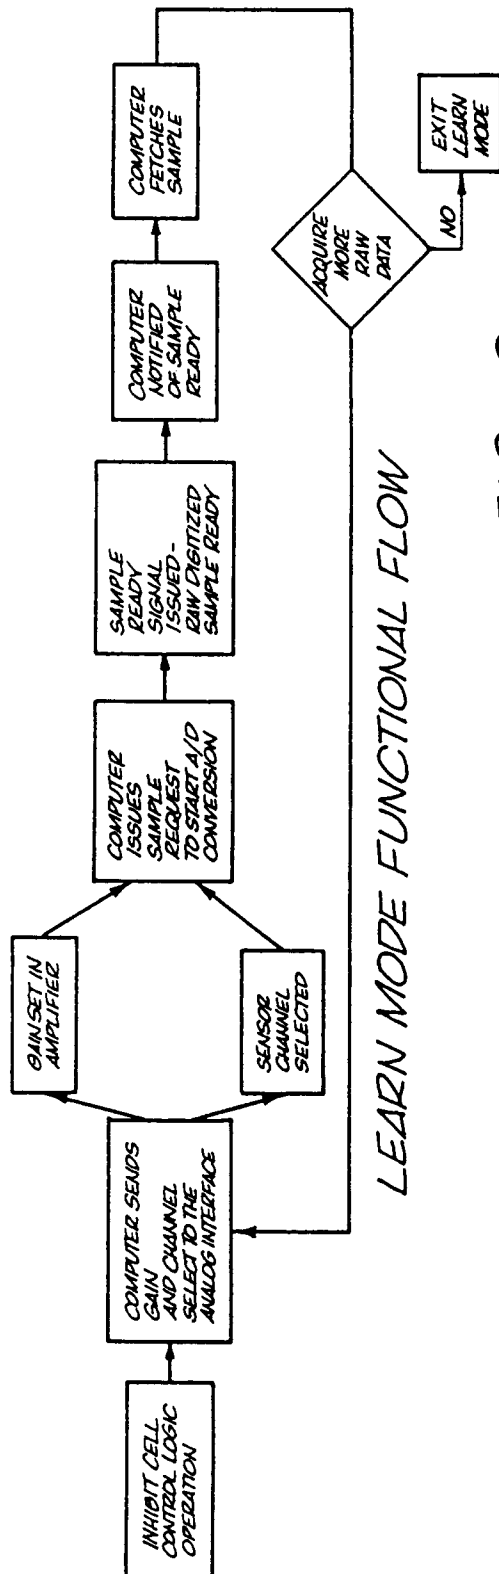 INHIBIT CELL
CONTROL LOGIC
OPERATION
COMPUTER SENDS
GAIN
AND CHANNEL
SELECT TO THE
ANALOG INTERFACE
GAIN SET IN
AMPLIFIER
SENSOR
CHANNEL
SELECTED
COMPUTER
ISSUES
SAMPLE
REQUEST
TO START A/D
CONVERSION
SAMPLE
READY
SIGNAL
ISSUED-
RAW DIGITIZED
SAMPLE READY
COMPUTER
NOTIFIED
OF SAMPLE
READY
COMPUTER
FETCHES
SAMPLE
ACQUIRE
MORE
RAW
DATA
NO
EXIT
LEARN
MODE
LEARN MODE FUNCTIONAL FLOW